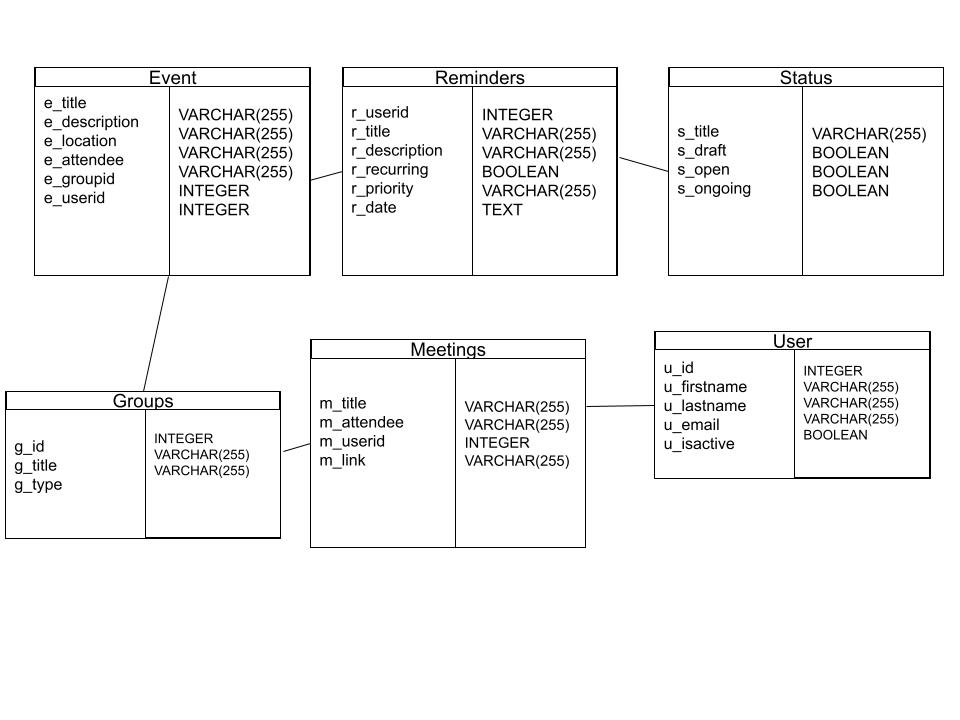 Event
e_title
e_description
e_location
e_attendee
e_groupid
e_userid
VARCHAR(255)
VARCHAR(255)
VARCHAR(255)
VARCHAR(255)
INTEGER
INTEGER
Reminders
r_userid
r_title
r_description
r_recurring
r_priority
r_date
INTEGER
VARCHAR(255)
VARCHAR(255)
BOOLEAN
VARCHAR(255)
TEXT
Status
s_title
s_draft
s_open
s_ongoing
VARCHAR(255)
BOOLEAN
BOOLEAN
BOOLEAN
Groups
g_id
g_title
g_type
INTEGER
VARCHAR(255)
VARCHAR(255)
Meetings
m_title
m_attendee
m_userid
m_link
VARCHAR(255)
VARCHAR(255)
INTEGER
VARCHAR(255)
User
u_id
u_firstname
u_lastname
u_email
u_isactive
INTEGER
VARCHAR(255)
VARCHAR(255)
VARCHAR(255)
BOOLEAN